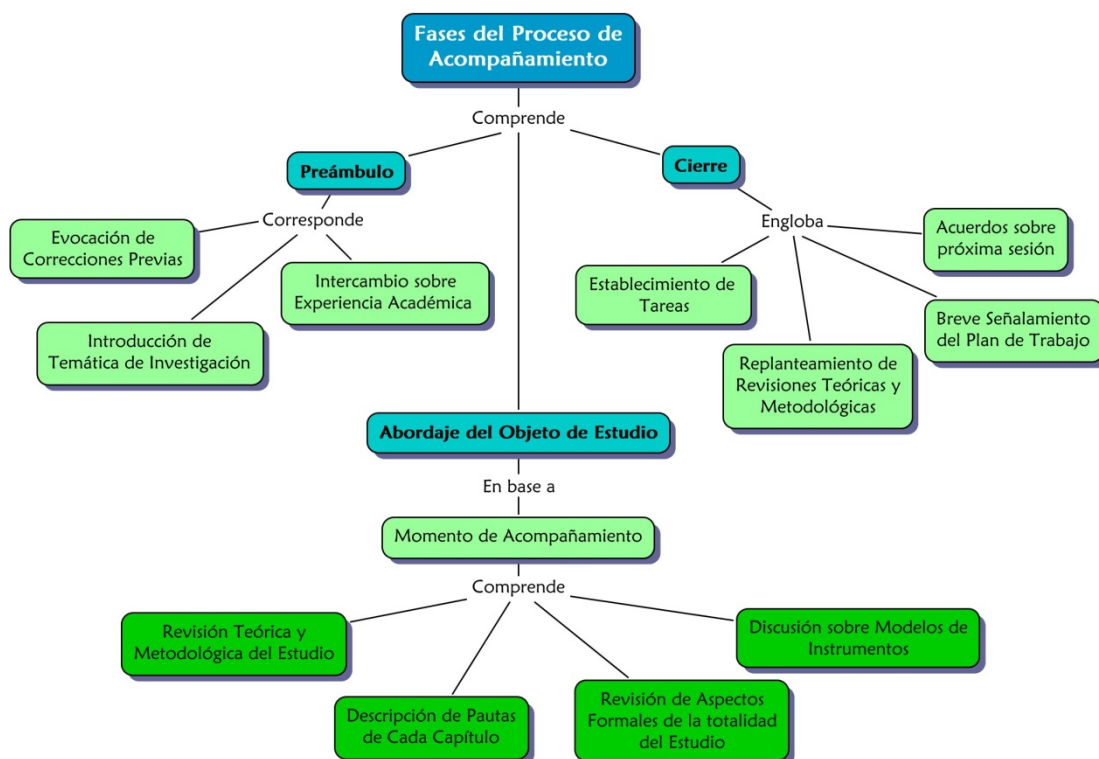 Fases del Proceso de
Acompañamiento
Comprende
Preámbulo
Corresponde
Evocación de
Correcciones Previas
Intercambio sobre
Experiencia Académica
Introducción de
Temática de Investigación
Cierre
Engloba
Acuerdos sobre
próxima sesión
Establecimiento de
Tareas
Breve Señalamiento
del Plan de Trabajo
Replanteamiento de
Revisiones Teóricas y
Metodológicas
Abordaje del Objeto de Estudio
En base a
Momento de Acompañamiento
Comprende
Revisión Teórica y
Metodológica del Estudio
Descripción de Pautas
de Cada Capítulo
Revisión de Aspectos
Formales de la totalidad
del Estudio
Discusión sobre Modelos de
Instrumentos